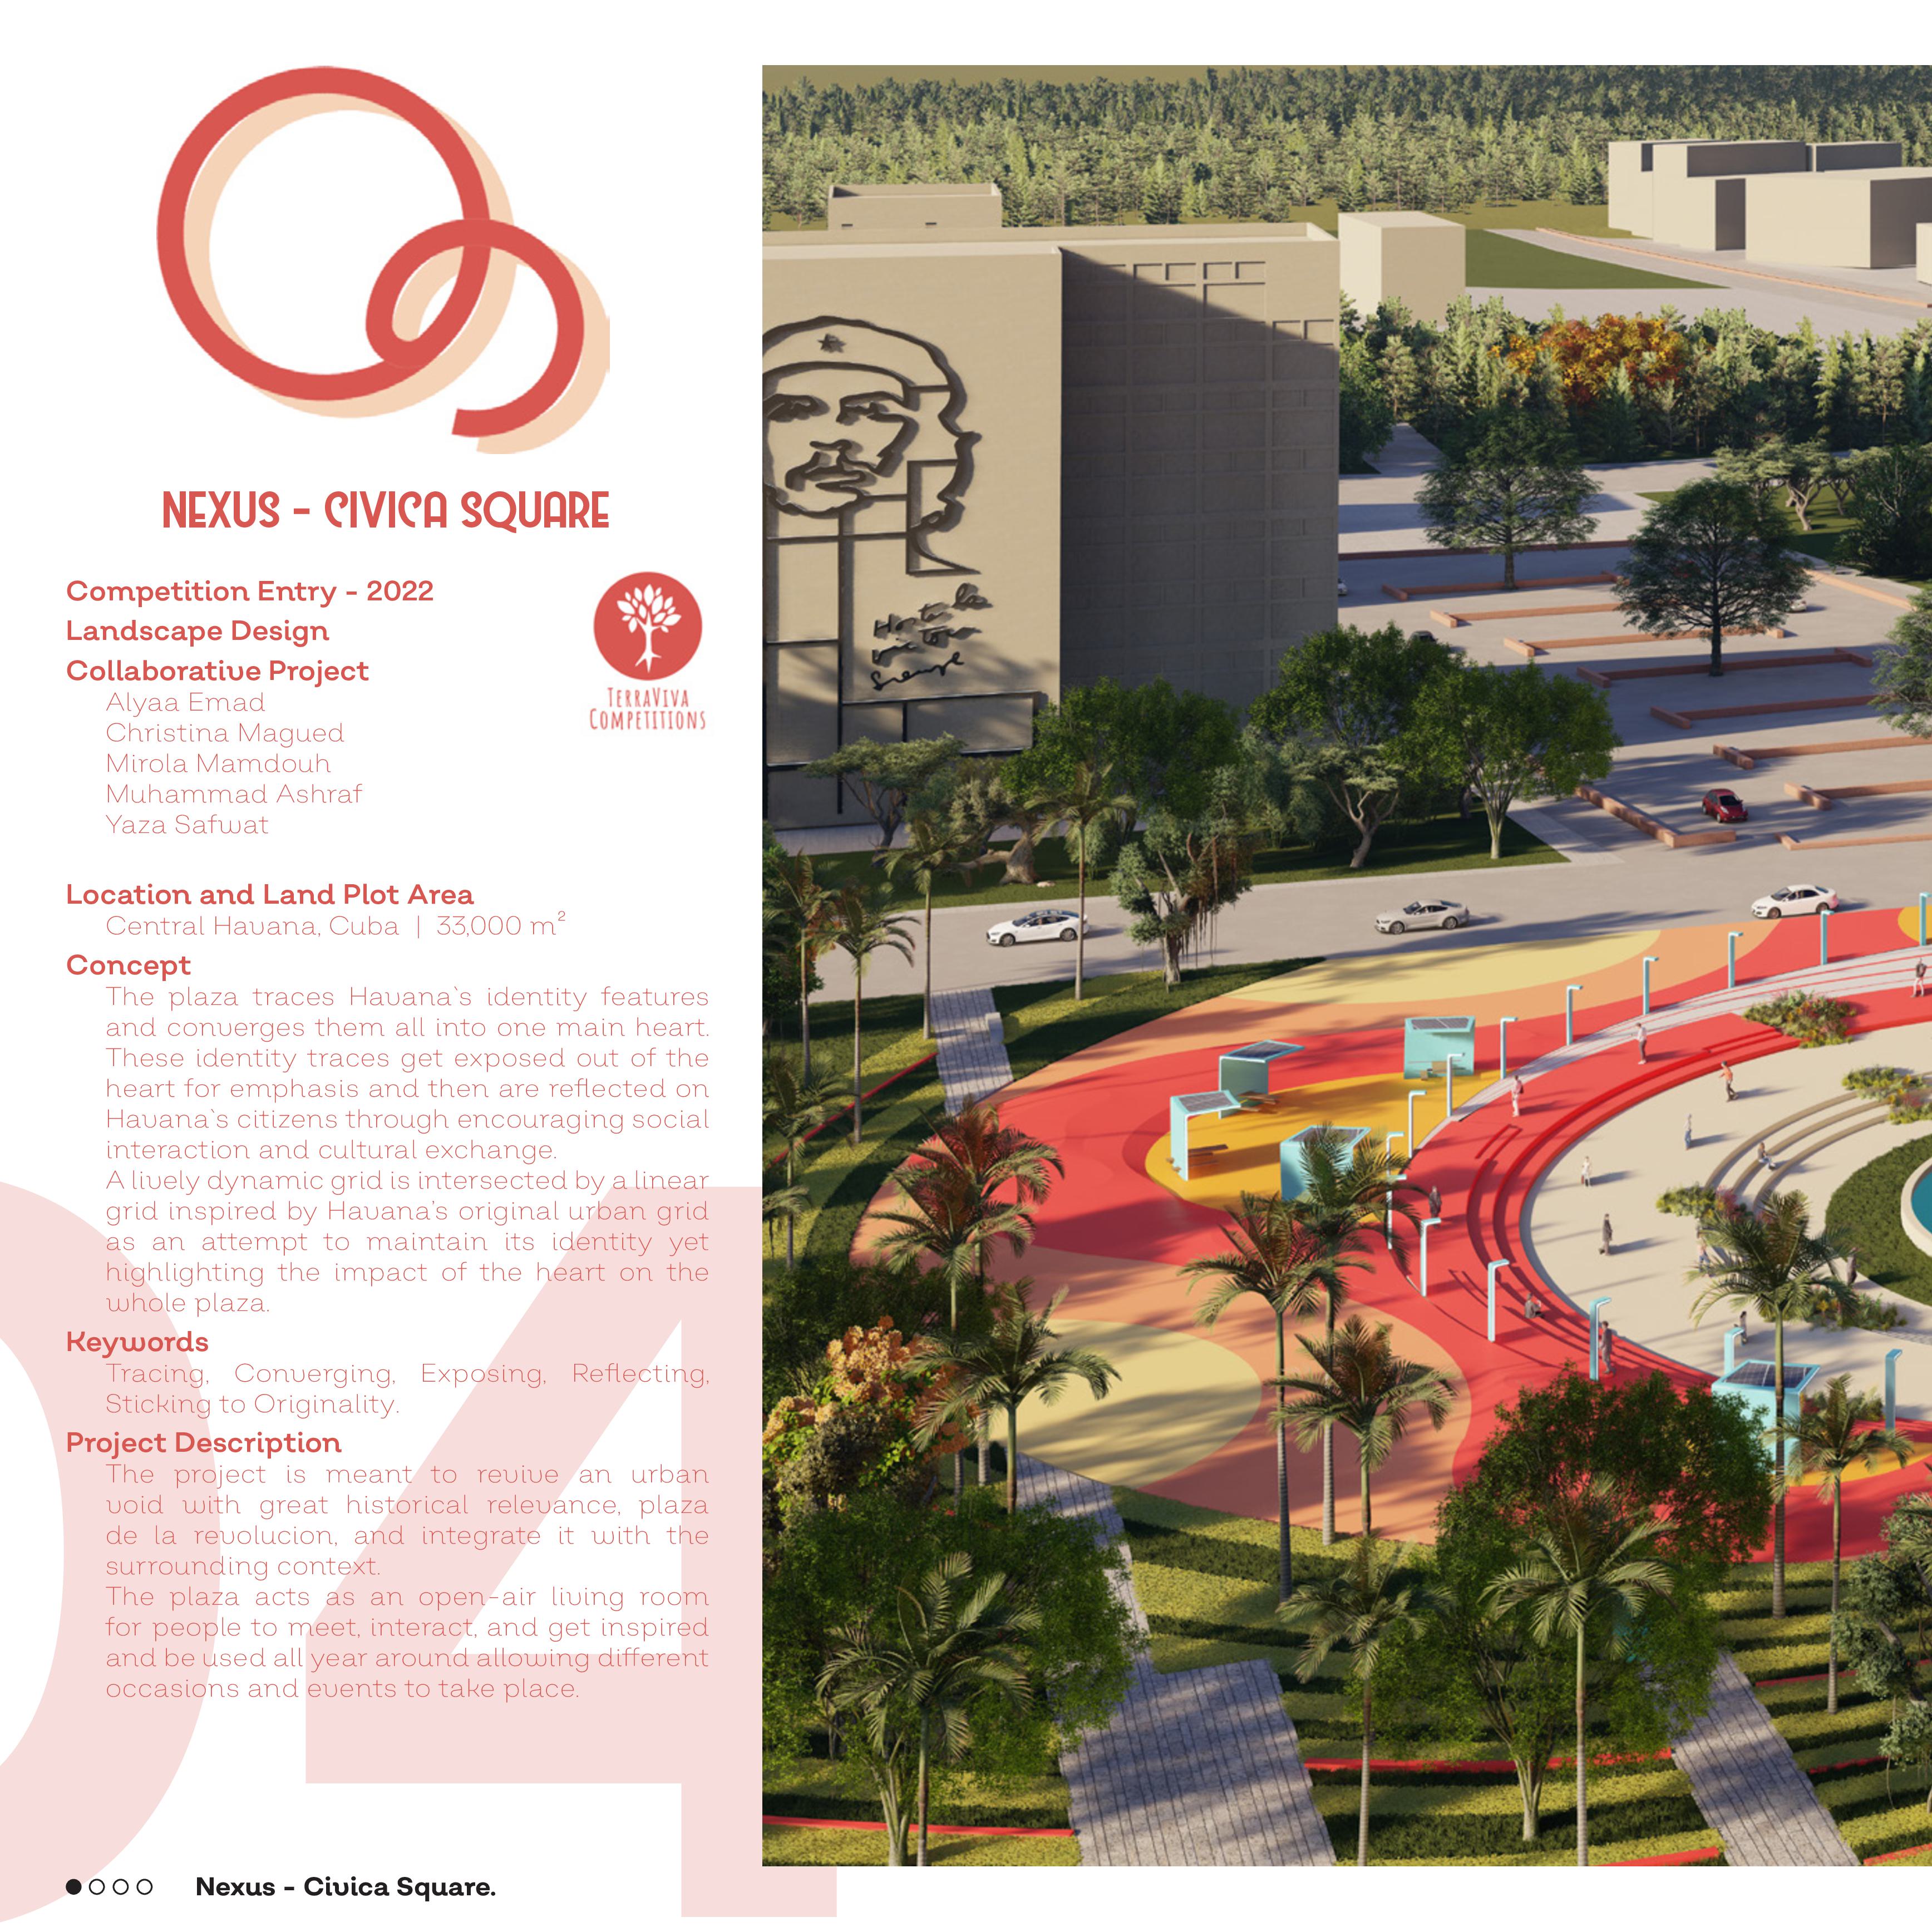 NEXUS - CIVICA SQUARE
Competition Entry - 2022
Landscape Design
Collaborative Project
Alyaa Emad
Christina Magued
Mirola Mamdouh
Muhammad Ashraf
Yaza Safwat
TERRAVIVA
COMPETITIONS
Location and Land Plot Area
Central Havana, Cuba | 33,000 m²
Concept
The plaza traces Havana`s identity features
and converges them all into one main heart.
These identity traces get exposed out of the
heart for emphasis and then are reflected on
Havana`s citizens through encouraging social
interaction and cultural exchange.
A lively dynamic grid is intersected by a linear
grid inspired by Havana's original urban grid
as an attempt to maintain its identity yet
highlighting the impact of the heart on the
whole plaza.
Keywords
Tracing, Converging, Exposing, Reflecting,
Sticking to Originality.
Project Description
The project is meant to revive an urban
void with great historical relevance, plaza
de la revolucion, and integrate it with the
surrounding context.
The plaza acts as an open-air living room
for people to meet, interact, and get inspired
and be used all year around allowing different
occasions and events to take place.
04
Nexus - Civica Square.